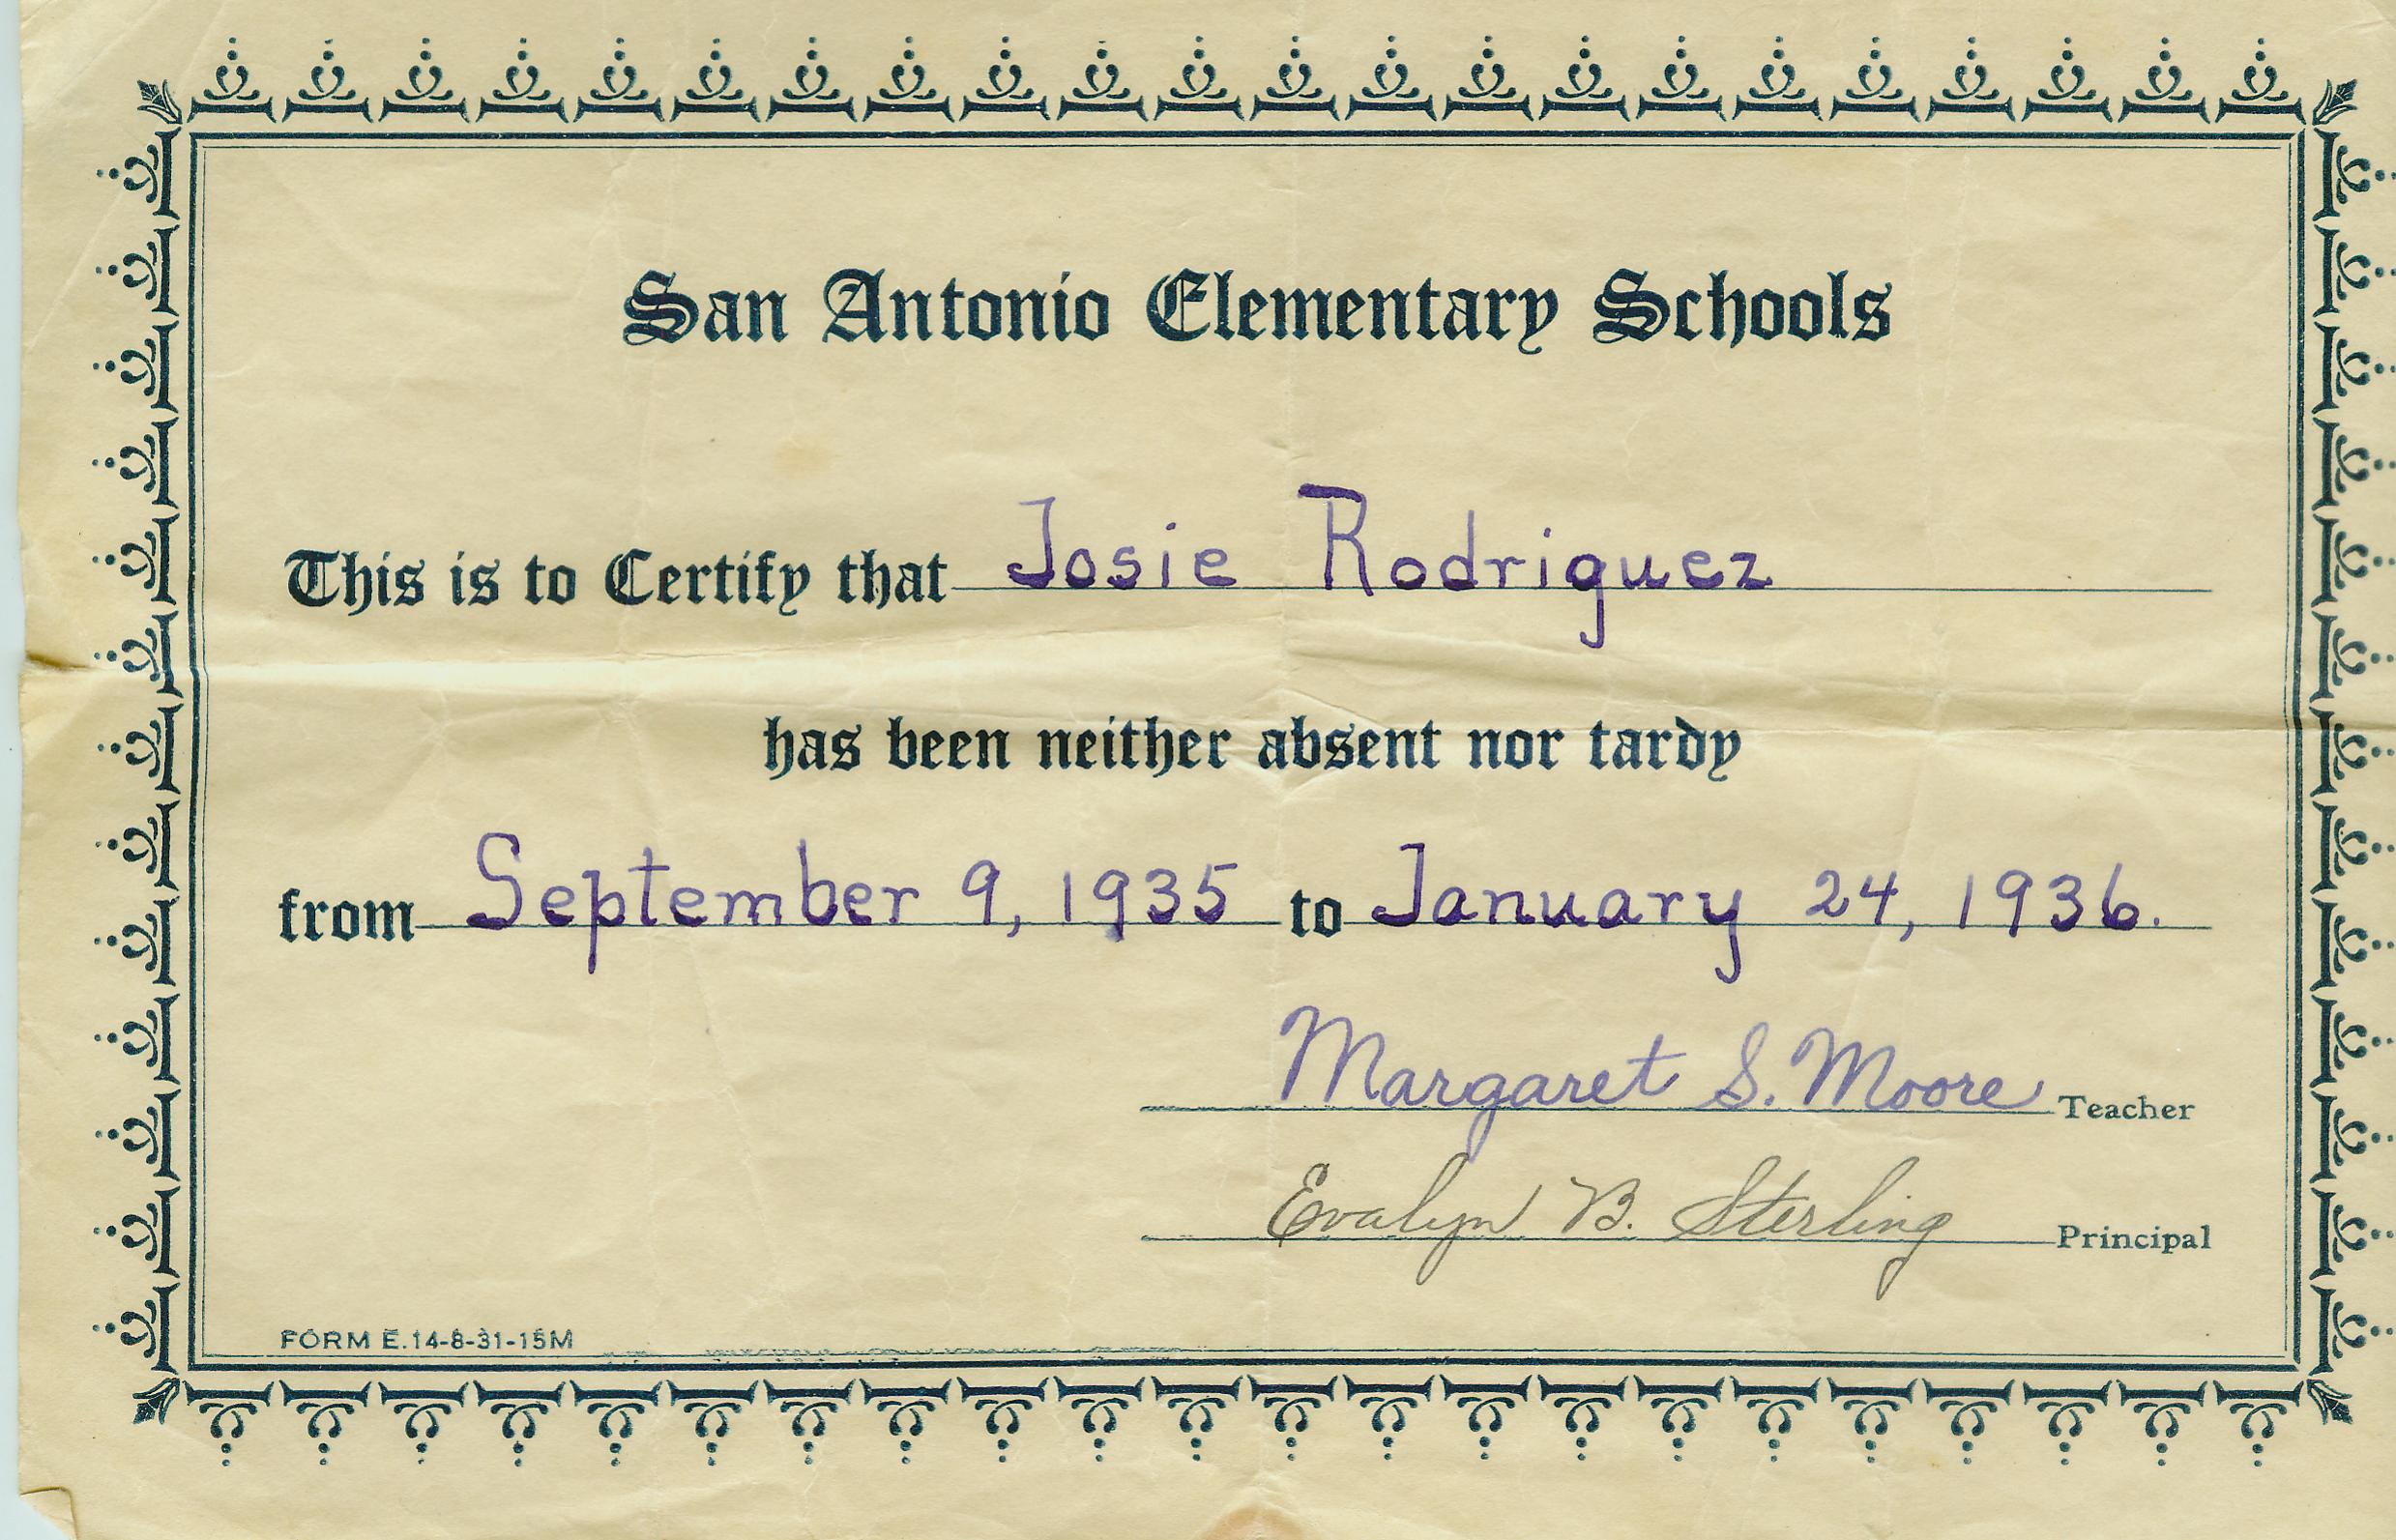 San Antonio Elementary Schools
This is to Certify that Josie Rodriguez
has been neither absent nor tardy
from September 9, 1935 to January 24, 1936.
Margaret S. Moore Teacher
Evalyn B. Sterling Principal
FORM E.14-8-31-15M